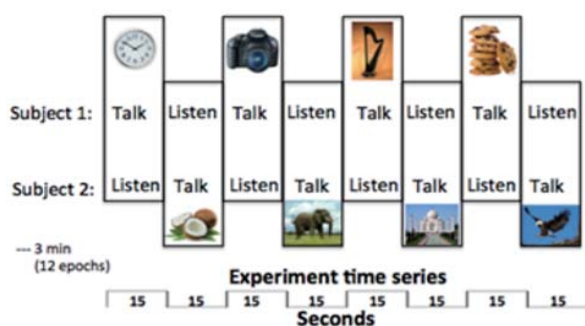 Subject 1: Talk Listen Talk Listen Talk Listen Talk Listen
Subject 2: Listen Talk Listen Talk Listen Talk Listen Talk
--- 3 min
(12 epochs)
Experiment time series
15 15 15 15 15 15 15 15
Seconds